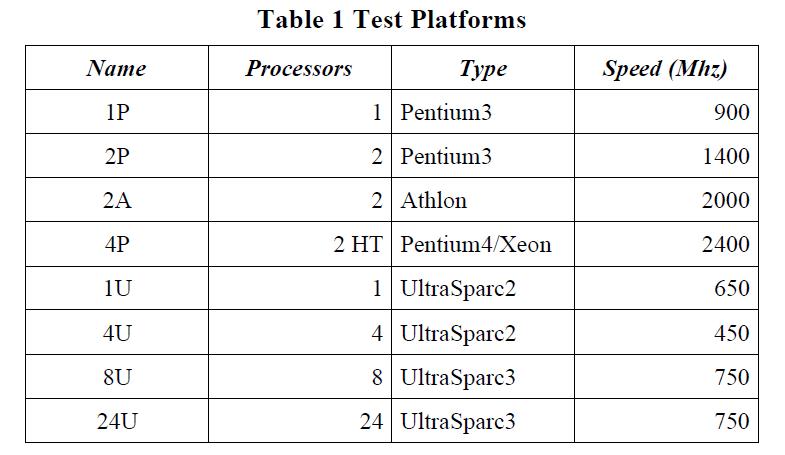 Table 1 Test Platforms
Name Processors Type Speed (Mhz)
1P 1 Pentium3 900
2P 2 Pentium3 1400
2A 2 Athlon 2000
4P 2 HT Pentium4/Xeon 2400
1U 1 UltraSparc2 650
4U 4 UltraSparc2 450
8U 8 UltraSparc3 750
24U 24 UltraSparc3 750